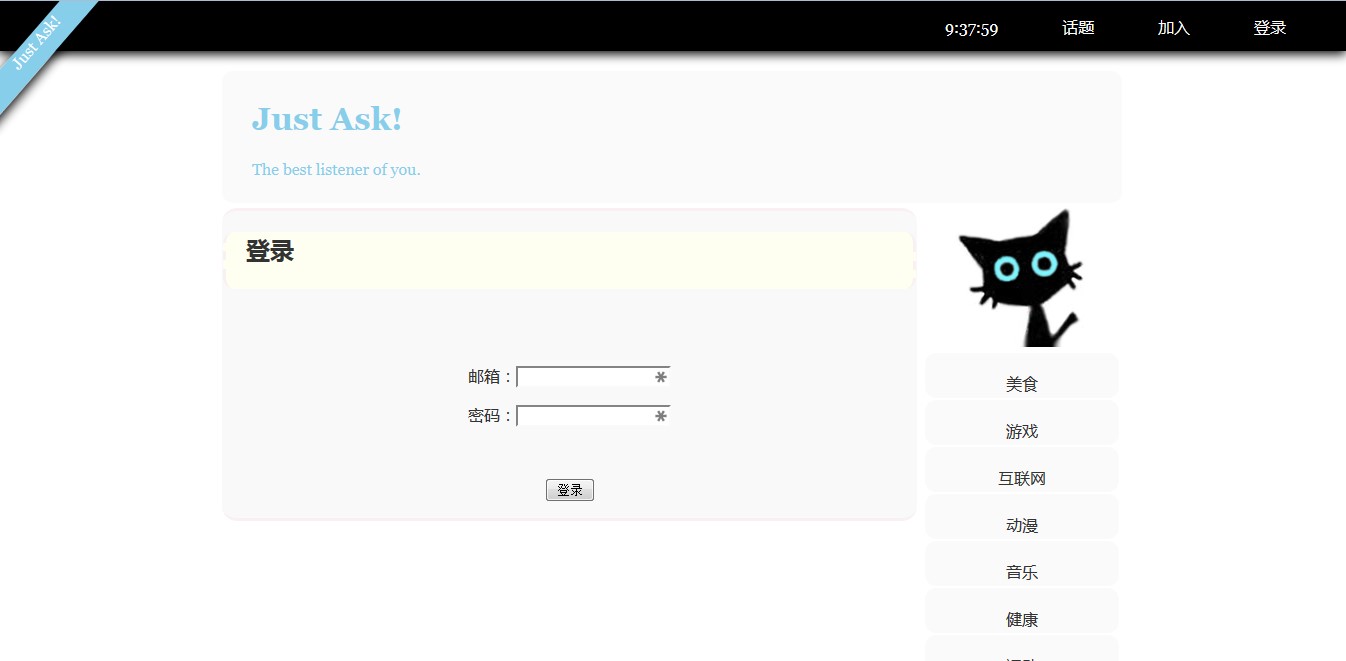 Just Ask!
9:37:59 话题 加入 登录
Just Ask!
The best listener of you.
登录
邮箱：
*
密码：
*
登录
美食
游戏
互联网
动漫
音乐
健康